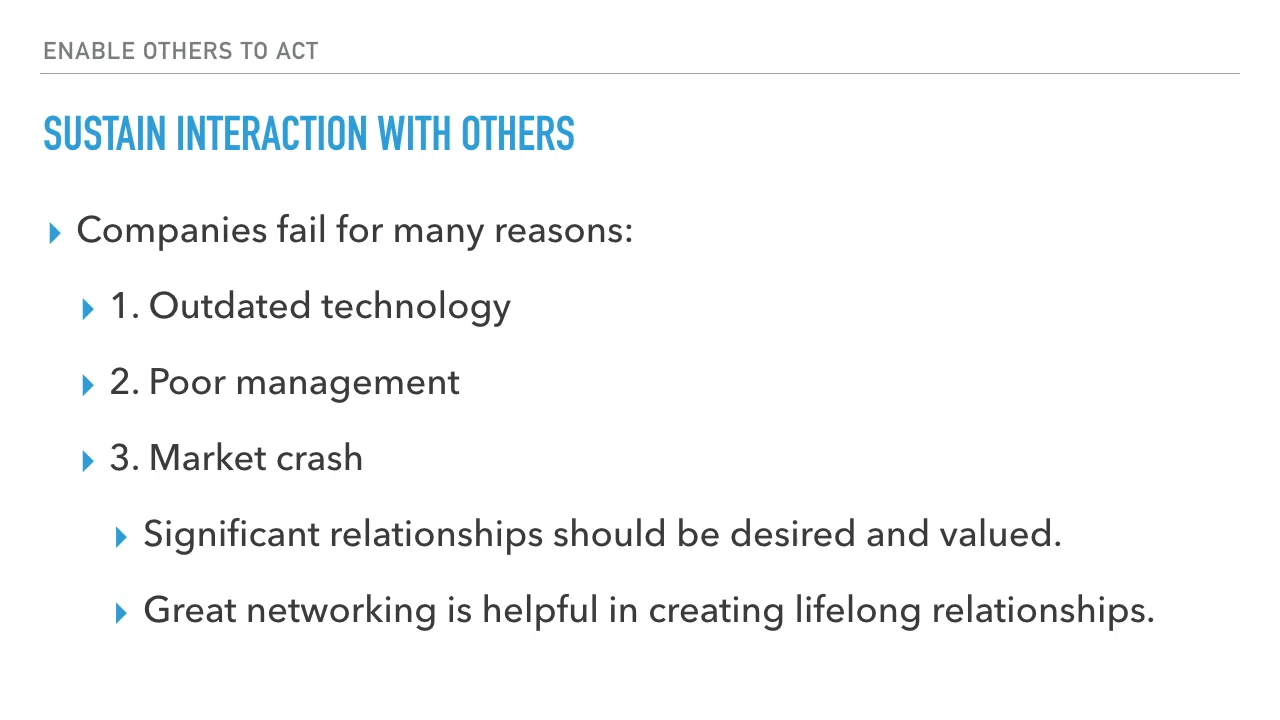 ENABLE OTHERS TO ACT
SUSTAIN INTERACTION WITH OTHERS
Companies fail for many reasons:
1. Outdated technology
2. Poor management
3. Market crash
Significant relationships should be desired and valued.
Great networking is helpful in creating lifelong relationships.